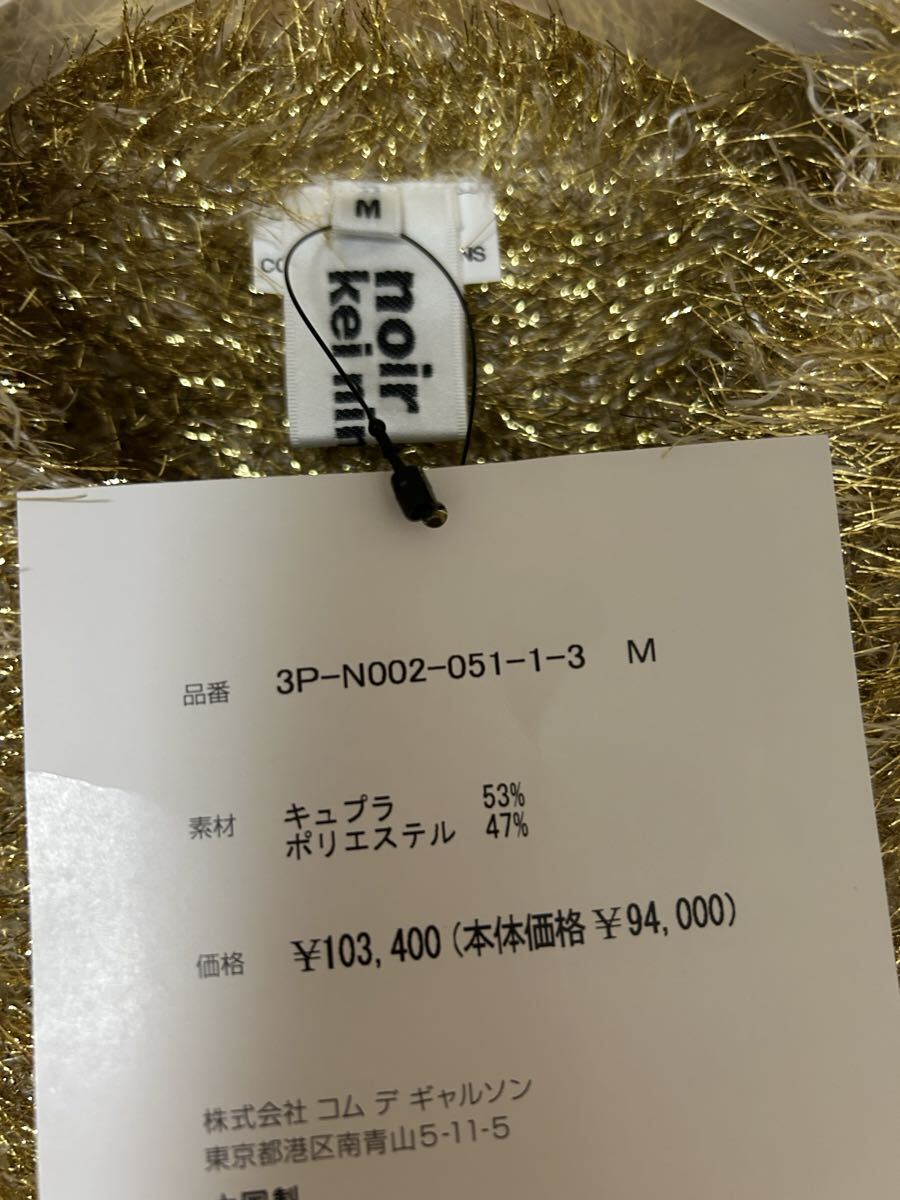 M
noir
kei nin
3P-N002-051-1-3 M
品番
素材 キュプラ 53%
ポリエステル 47%
価格 ¥103,400(本体価格 ¥94,000)
株式会社 コム デ ギャルソン
東京都港区南青山5-11-5